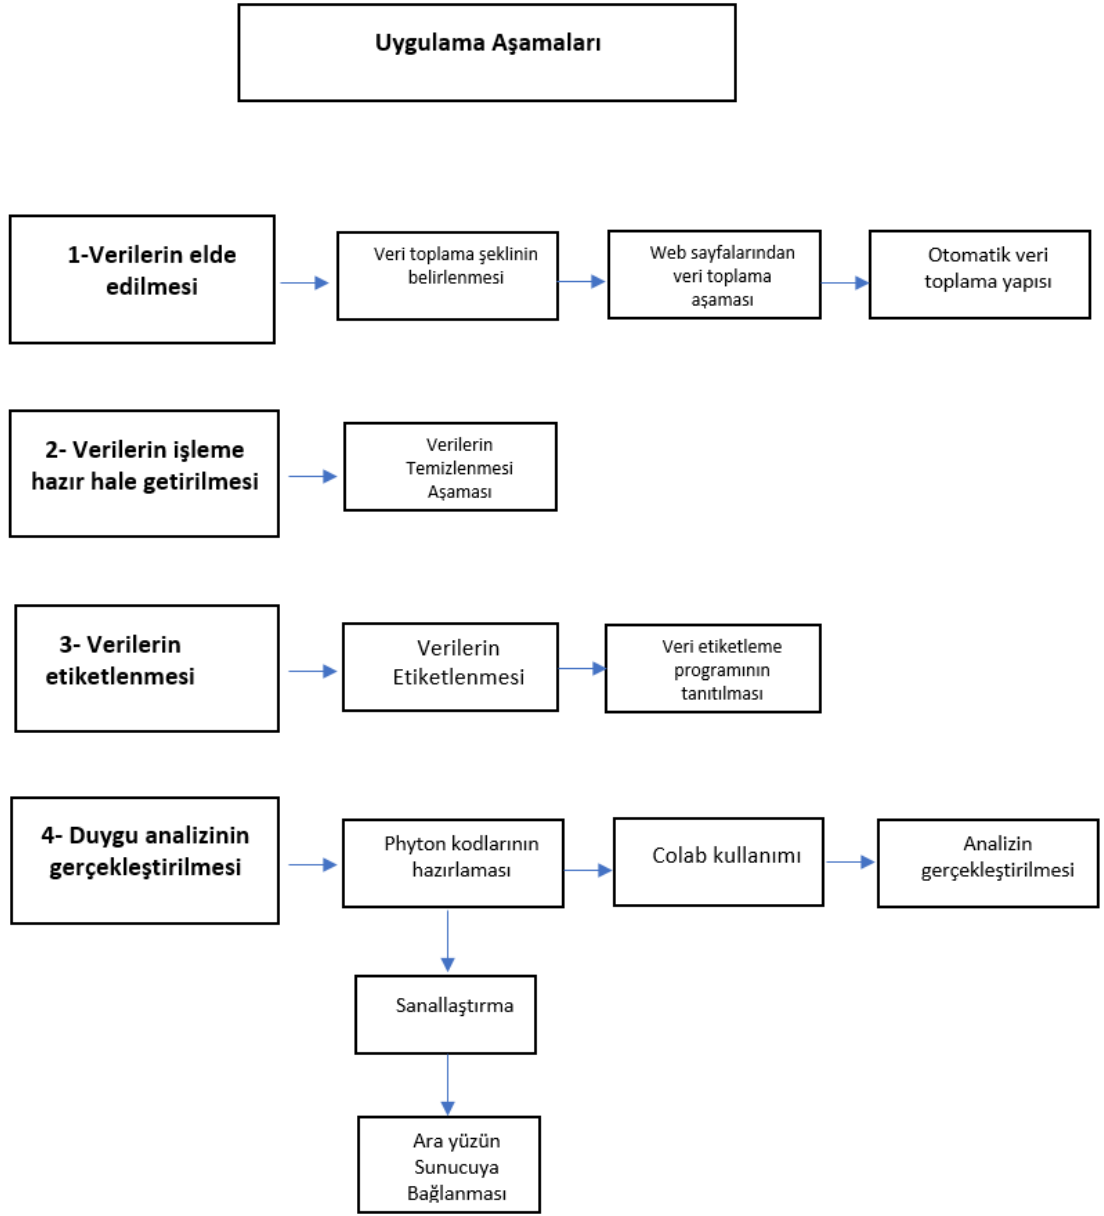 Uygulama Aşamaları
1-Verilerin elde
edilmesi
Veri toplama şeklinin
belirlenmesi
Web sayfalarından
veri toplama
aşaması
Otomatik veri
toplama yapısı
2- Verilerin işleme
hazır hale getirilmesi
Verilerin
Temizlenmesi
Aşaması
3- Verilerin
etiketlenmesi
Verilerin
Etiketlenmesi
Veri etiketleme
programının
tanıtılması
4- Duygu analizinin
gerçekleştirilmesi
Phyton kodlarının
hazırlaması
Colab kullanımı
Analizin
gerçekleştirilmesi
Sanallaştırma
Ara yüzün
Sunucuya
Bağlanması